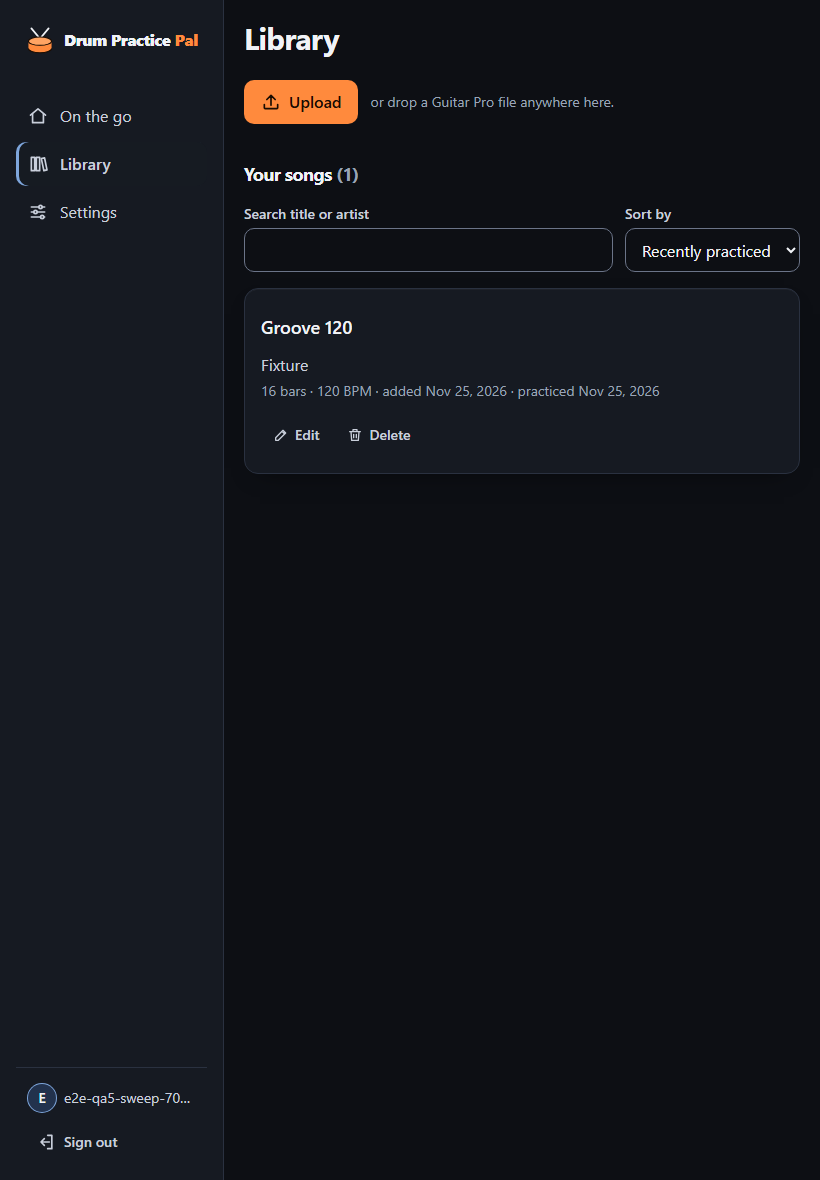 Drum Practice Pal
On the go
Library
Settings
e2e-qa5-sweep-70...
E
Sign out
Library
Upload
or drop a Guitar Pro file anywhere here.
Your songs (1)
Search title or artist
Sort by
Recently practiced
Groove 120
Fixture
16 bars · 120 BPM · added Nov 25, 2026 · practiced Nov 25, 2026
Edit
Delete